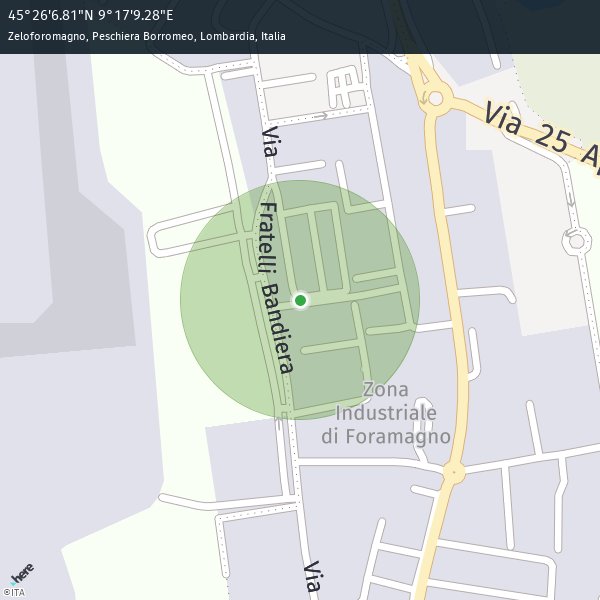 45°26'6.81"N 9°17'9.28"E
Zeloforomagno, Peschiera Borromeo, Lombardia, Italia
Via 25 Ap
Via Fratelli Bandiera
Zona
Industriale
di Foramagno
Via
here
©ITA